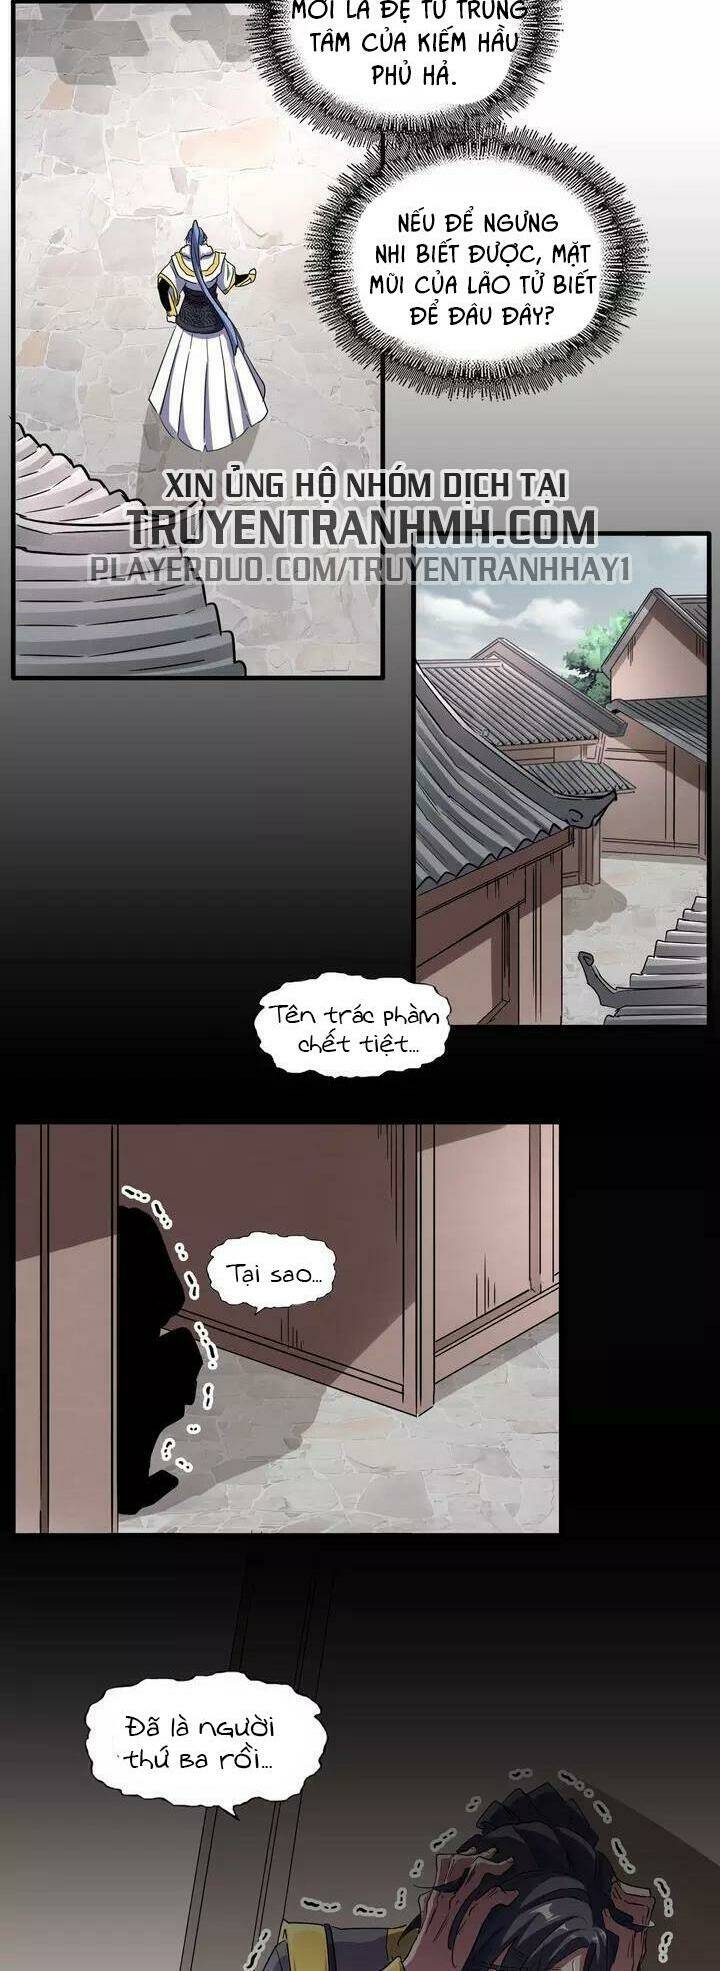 MỚI LÀ ĐỆ TỬ TRUNG
TÂM CỦA KIẾM HẦU
PHỦ HẢ.
NẾU ĐỂ NGƯNG
NHI BIẾT ĐƯỢC, MẶT
MŨI CỦA LÃO TỬ BIẾT
ĐỂ ĐÂU ĐÂY?
XIN ỦNG HỘ NHÓM DỊCH TẠI
TRUYENTRANHMH.COM
PLAYERDUO.COM/TRUYENTRANHHAY1
Tên trác phàm
chết tiệt...
Tại sao...
Đã là người
thứ ba rồi...